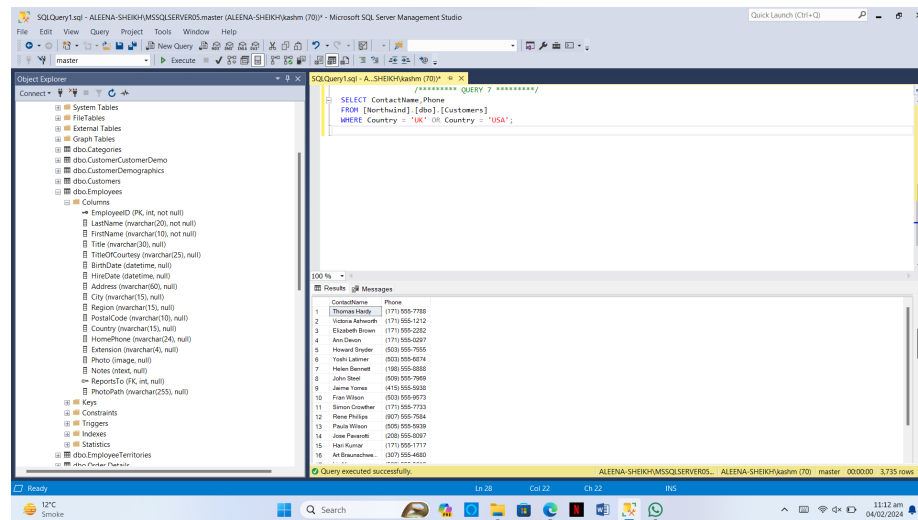 SQLQuery1.sql - ALEENA-SHEIKH\MSSQLSERVER05.master (ALEENA-SHEIKH\kashm (70))* - Microsoft SQL Server Management Studio
Quick Launch (Ctrl+Q)
File Edit View Query Project Tools Window Help
New Query
master
Execute
Object Explorer
SQLQuery1.sql - A...SHEIKH\kashm (70))*
Connect
System Tables
FileTables
External Tables
Graph Tables
dbo.Categories
dbo.CustomerCustomerDemo
dbo.CustomerDemographics
dbo.Customers
dbo.Employees
Columns
EmployeeID (PK, int, not null)
LastName (nvarchar(20), not null)
FirstName (nvarchar(10), not null)
Title (nvarchar(30), null)
TitleOfCourtesy (nvarchar(25), null)
BirthDate (datetime, null)
HireDate (datetime, null)
Address (nvarchar(60), null)
City (nvarchar(15), null)
Region (nvarchar(15), null)
PostalCode (nvarchar(10), null)
Country (nvarchar(15), null)
HomePhone (nvarchar(24), null)
Extension (nvarchar(4), null)
Photo (image, null)
Notes (ntext, null)
ReportsTo (FK, int, null)
PhotoPath (nvarchar(255), null)
Keys
Constraints
Triggers
Indexes
Statistics
dbo.EmployeeTerritories
dbo.Order Details
/********* QUERY 7 *********/
SELECT ContactName,Phone
FROM [Northwind].[dbo].[Customers]
WHERE Country = 'UK' OR Country = 'USA';
100 %
Results Messages
ContactName Phone
1 Thomas Hardy (171) 555-7788
2 Victoria Ashworth (171) 555-1212
3 Elizabeth Brown (171) 555-2282
4 Ann Devon (171) 555-0297
5 Howard Snyder (503) 555-7555
6 Yoshi Latimer (503) 555-6874
7 Helen Bennett (198) 555-8888
8 John Steel (509) 555-7969
9 Jaime Yorres (415) 555-5938
10 Fran Wilson (503) 555-9573
11 Simon Crowther (171) 555-7733
12 Rene Phillips (907) 555-7584
13 Paula Wilson (505) 555-5939
14 Jose Pavarotti (208) 555-8097
15 Hari Kumar (171) 555-1717
16 Art Braunschwe... (307) 555-4680
Query executed successfully.
ALEENA-SHEIKH\MSSQLSERVER05... ALEENA-SHEIKH\kashm (70) master 00:00:00 3,735 rows
Ready
Ln 28 Col 22 Ch 22 INS
12°C
Smoke
Search
11:12 am
04/02/2024